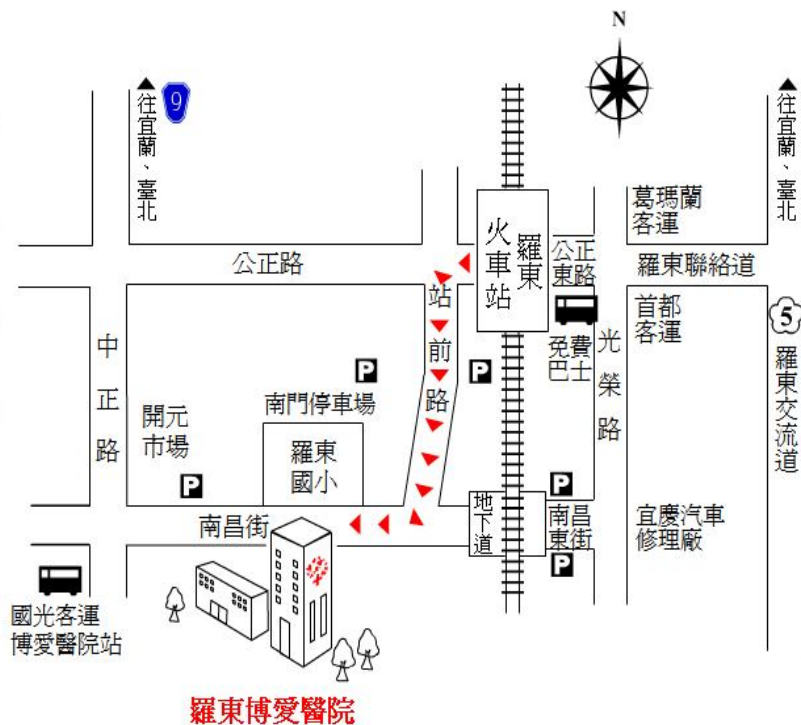 N
9
往宜蘭、臺北
往宜蘭、臺北
葛瑪蘭
客運
羅東
火車站
公正路
公正
東路
羅東聯絡道
站前路
P
P
免費
巴士
首都
客運
5
羅東交流道
中正路
光榮路
開元
市場
南門停車場
羅東
國小
P
P
南昌街
地下道
南昌
東街
宜慶汽車
修理廠
P
國光客運
博愛醫院站
羅東博愛醫院